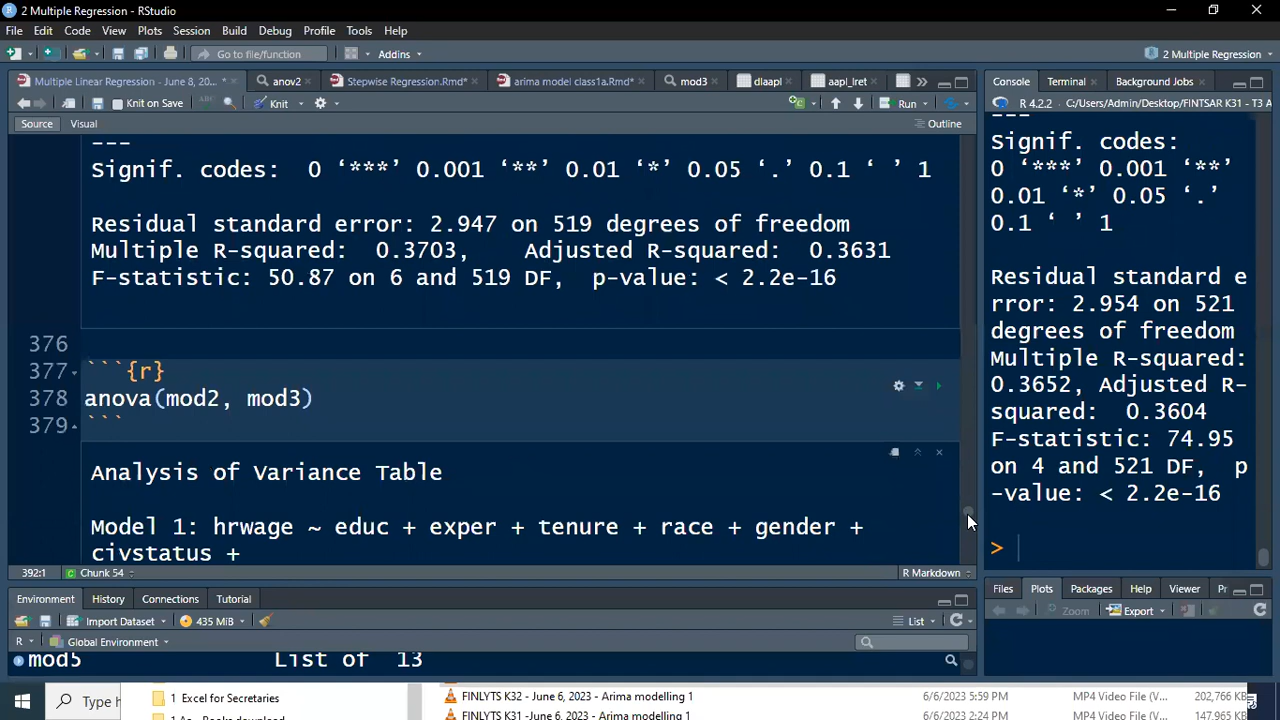 2 Multiple Regression - RStudio
File Edit Code View Plots Session Build Debug Profile Tools Help
Go to file/function
Addins
2 Multiple Regression
Multiple Linear Regression - June 8, 20...*
anov2
Stepwise Regression.Rmd*
arima model class1a.Rmd*
mod3
dlaapl
aapl_lret
Console Terminal Background Jobs
Knit on Save
ABC
Knit
Run
R 4.2.2 . C:/Users/Admin/Desktop/FINTSAR K31 - T3 A
Source Visual
Outline
---
Signif. codes:  0 ‘***’ 0.001 ‘**’ 0.01 ‘*’ 0.05 ‘.’ 0.1 ‘ ’ 1
Residual standard error: 2.947 on 519 degrees of freedom
Multiple R-squared:  0.3703,    Adjusted R-squared:  0.3631
F-statistic: 50.87 on 6 and 519 DF,  p-value: < 2.2e-16
376
377 ```{r}
378 anova(mod2, mod3)
379 ```
Analysis of Variance Table
Model 1: hrwage ~ educ + exper + tenure + race + gender +
civstatus +
392:1
Chunk 54
R Markdown
---
Signif. codes:
0 ‘***’ 0.001 ‘**’
0.01 ‘*’ 0.05 ‘.’
0.1 ‘ ’ 1
Residual standard e
rror: 2.954 on 521
degrees of freedom
Multiple R-squared:
0.3652, Adjusted R-
squared:  0.3604
F-statistic: 74.95
on 4 and 521 DF,  p
-value: < 2.2e-16
>
Environment History Connections Tutorial
Import Dataset
435 MiB
List
R
Global Environment
mod5 List of 13
Files Plots Packages Help Viewer Pr
Zoom
Export
Type h
1 Excel for Secretaries
FINLYTS K32 - June 6, 2023 - Arima modelling 1
6/6/2023 5:59 PM
MP4 Video File (V...
202,766 KB
FINLYTS K31 -June 6, 2023 - Arima modelling 1
6/6/2023 2:24 PM
MP4 Video File (V...
147,965 KB